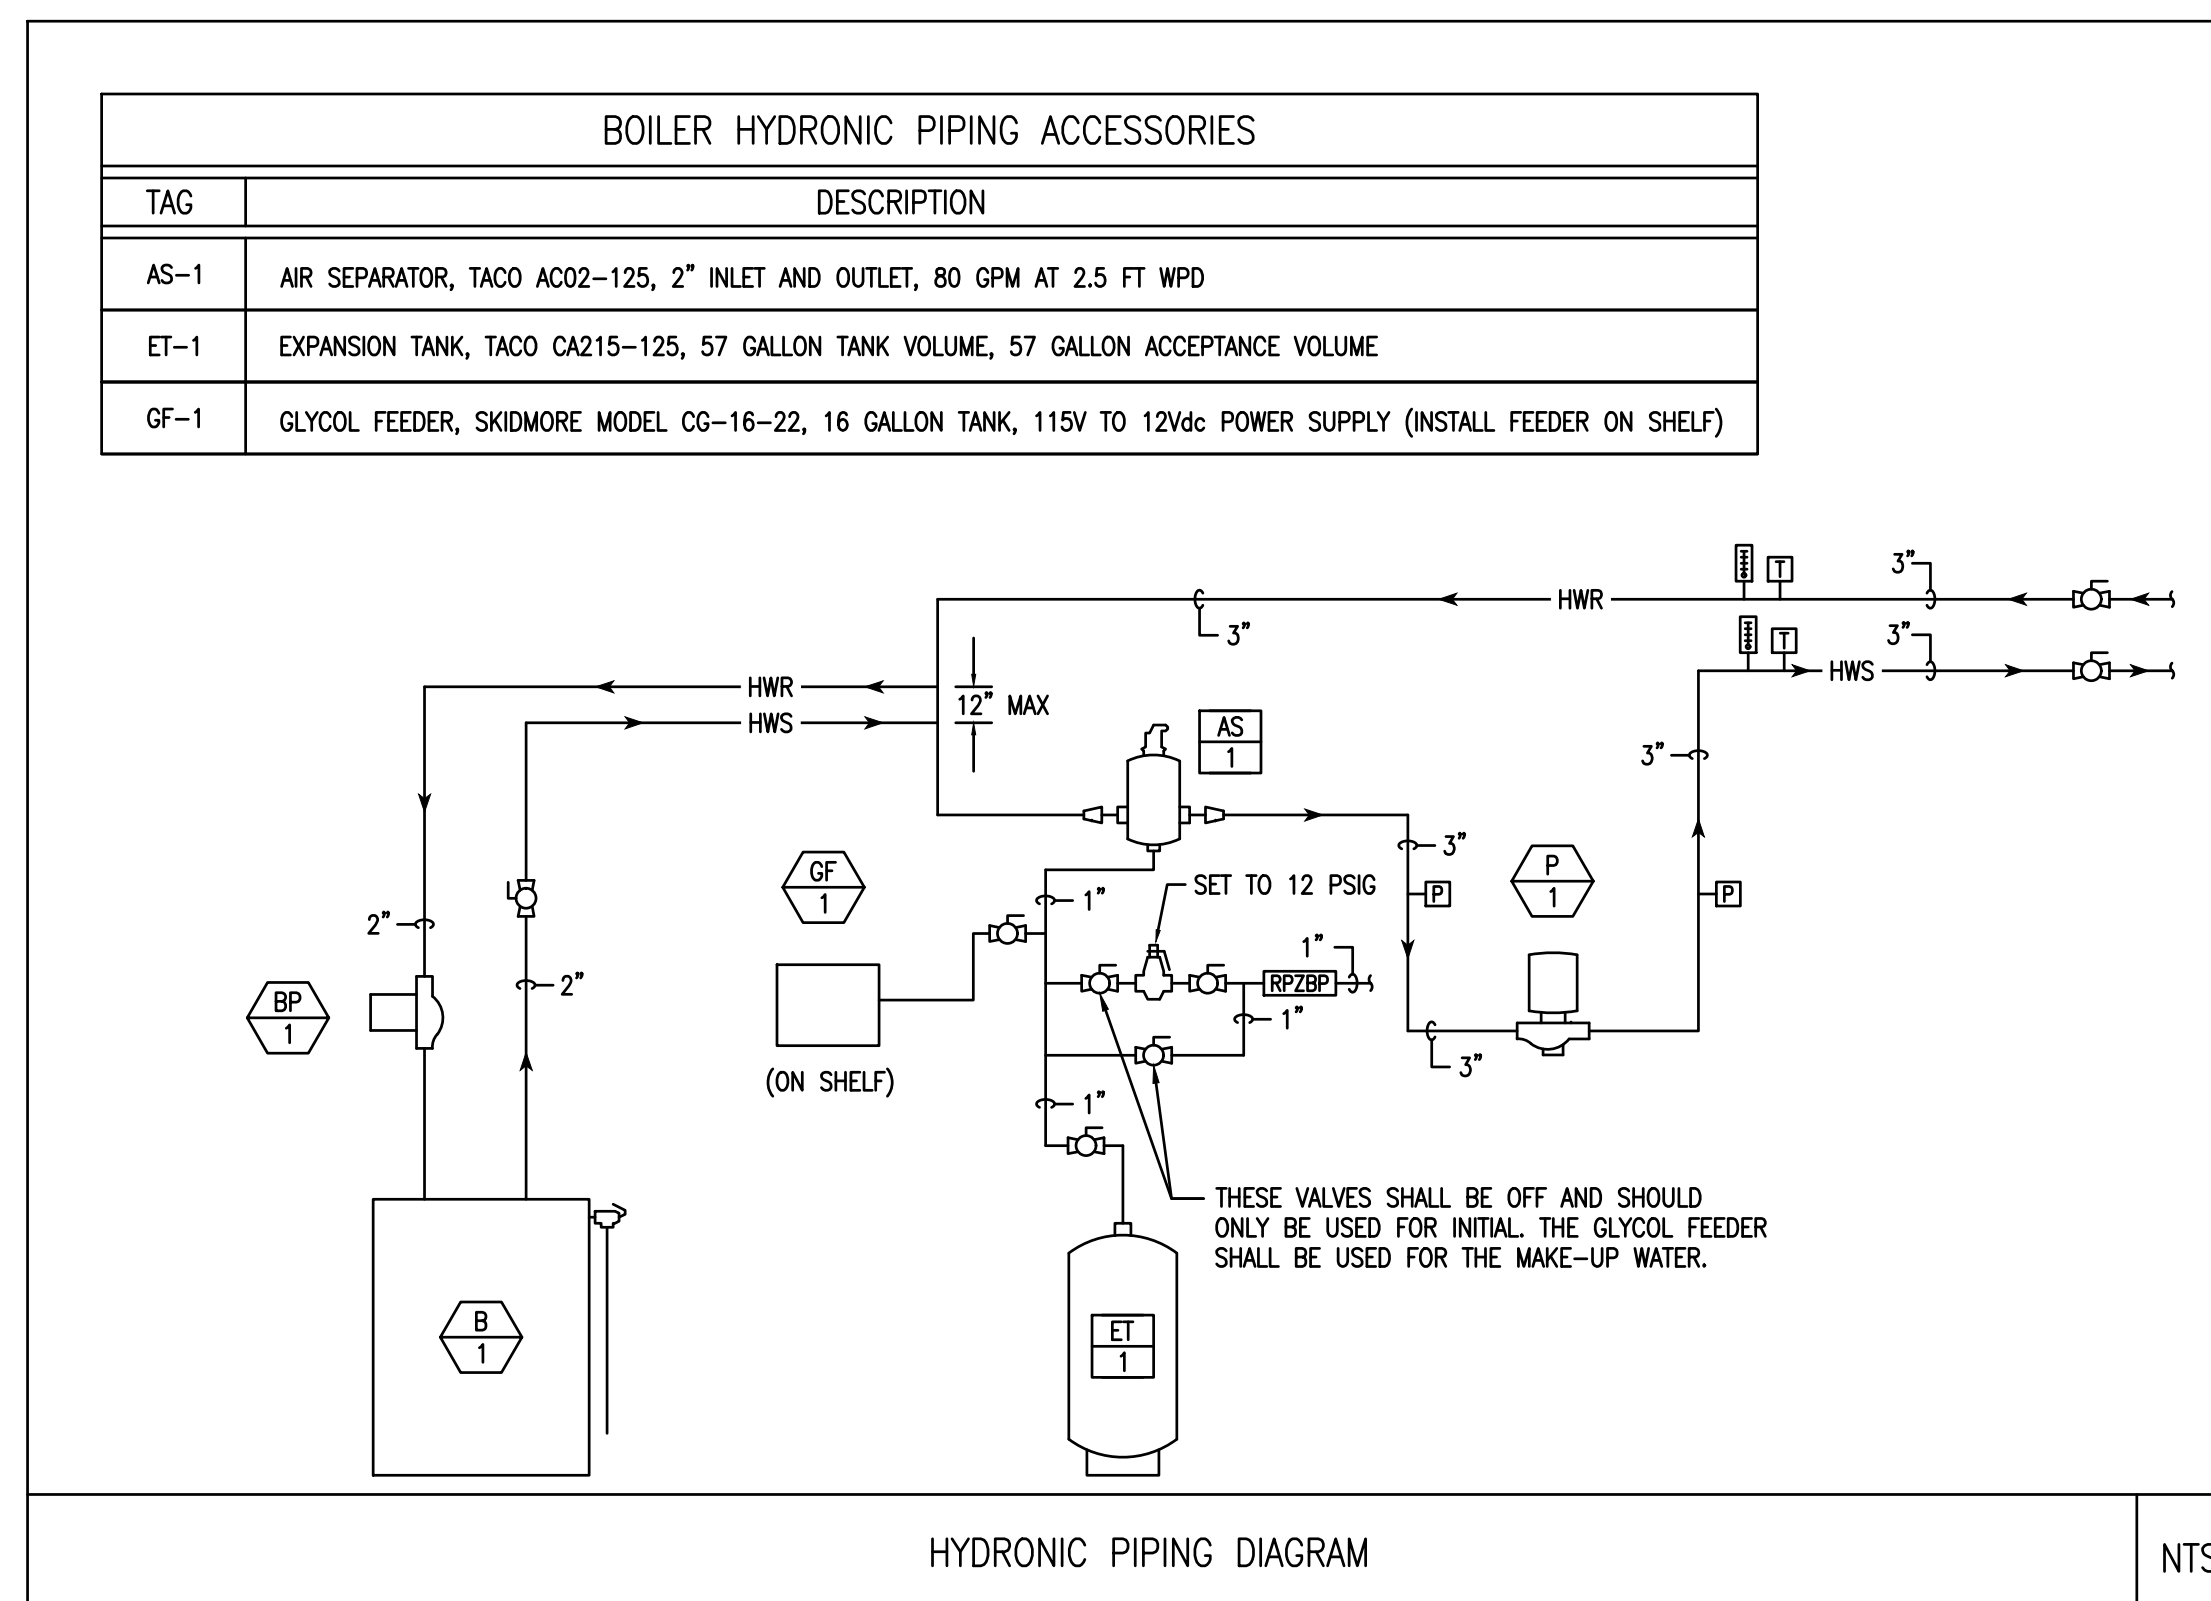 BOILER HYDRONIC PIPING ACCESSORIES
TAG DESCRIPTION
AS-1 AIR SEPARATOR, TACO AC02-125, 2" INLET AND OUTLET, 80 GPM AT 2.5 FT WPD
ET-1 EXPANSION TANK, TACO CA215-125, 57 GALLON TANK VOLUME, 57 GALLON ACCEPTANCE VOLUME
GF-1 GLYCOL FEEDER, SKIDMORE MODEL CG-16-22, 16 GALLON TANK, 115V TO 12Vdc POWER SUPPLY (INSTALL FEEDER ON SHELF)
T
3"
HWR
3"
T
3"
HWS
HWR
12" MAX
HWS
AS
1
3"
3"
GF
1
P
1
SET TO 12 PSIG
1"
P
P
2"
1"
2"
RPZBP
BP
1
1"
3"
(ON SHELF)
1"
THESE VALVES SHALL BE OFF AND SHOULD
ONLY BE USED FOR INITIAL. THE GLYCOL FEEDER
SHALL BE USED FOR THE MAKE-UP WATER.
B
1
ET
1
HYDRONIC PIPING DIAGRAM
NTS